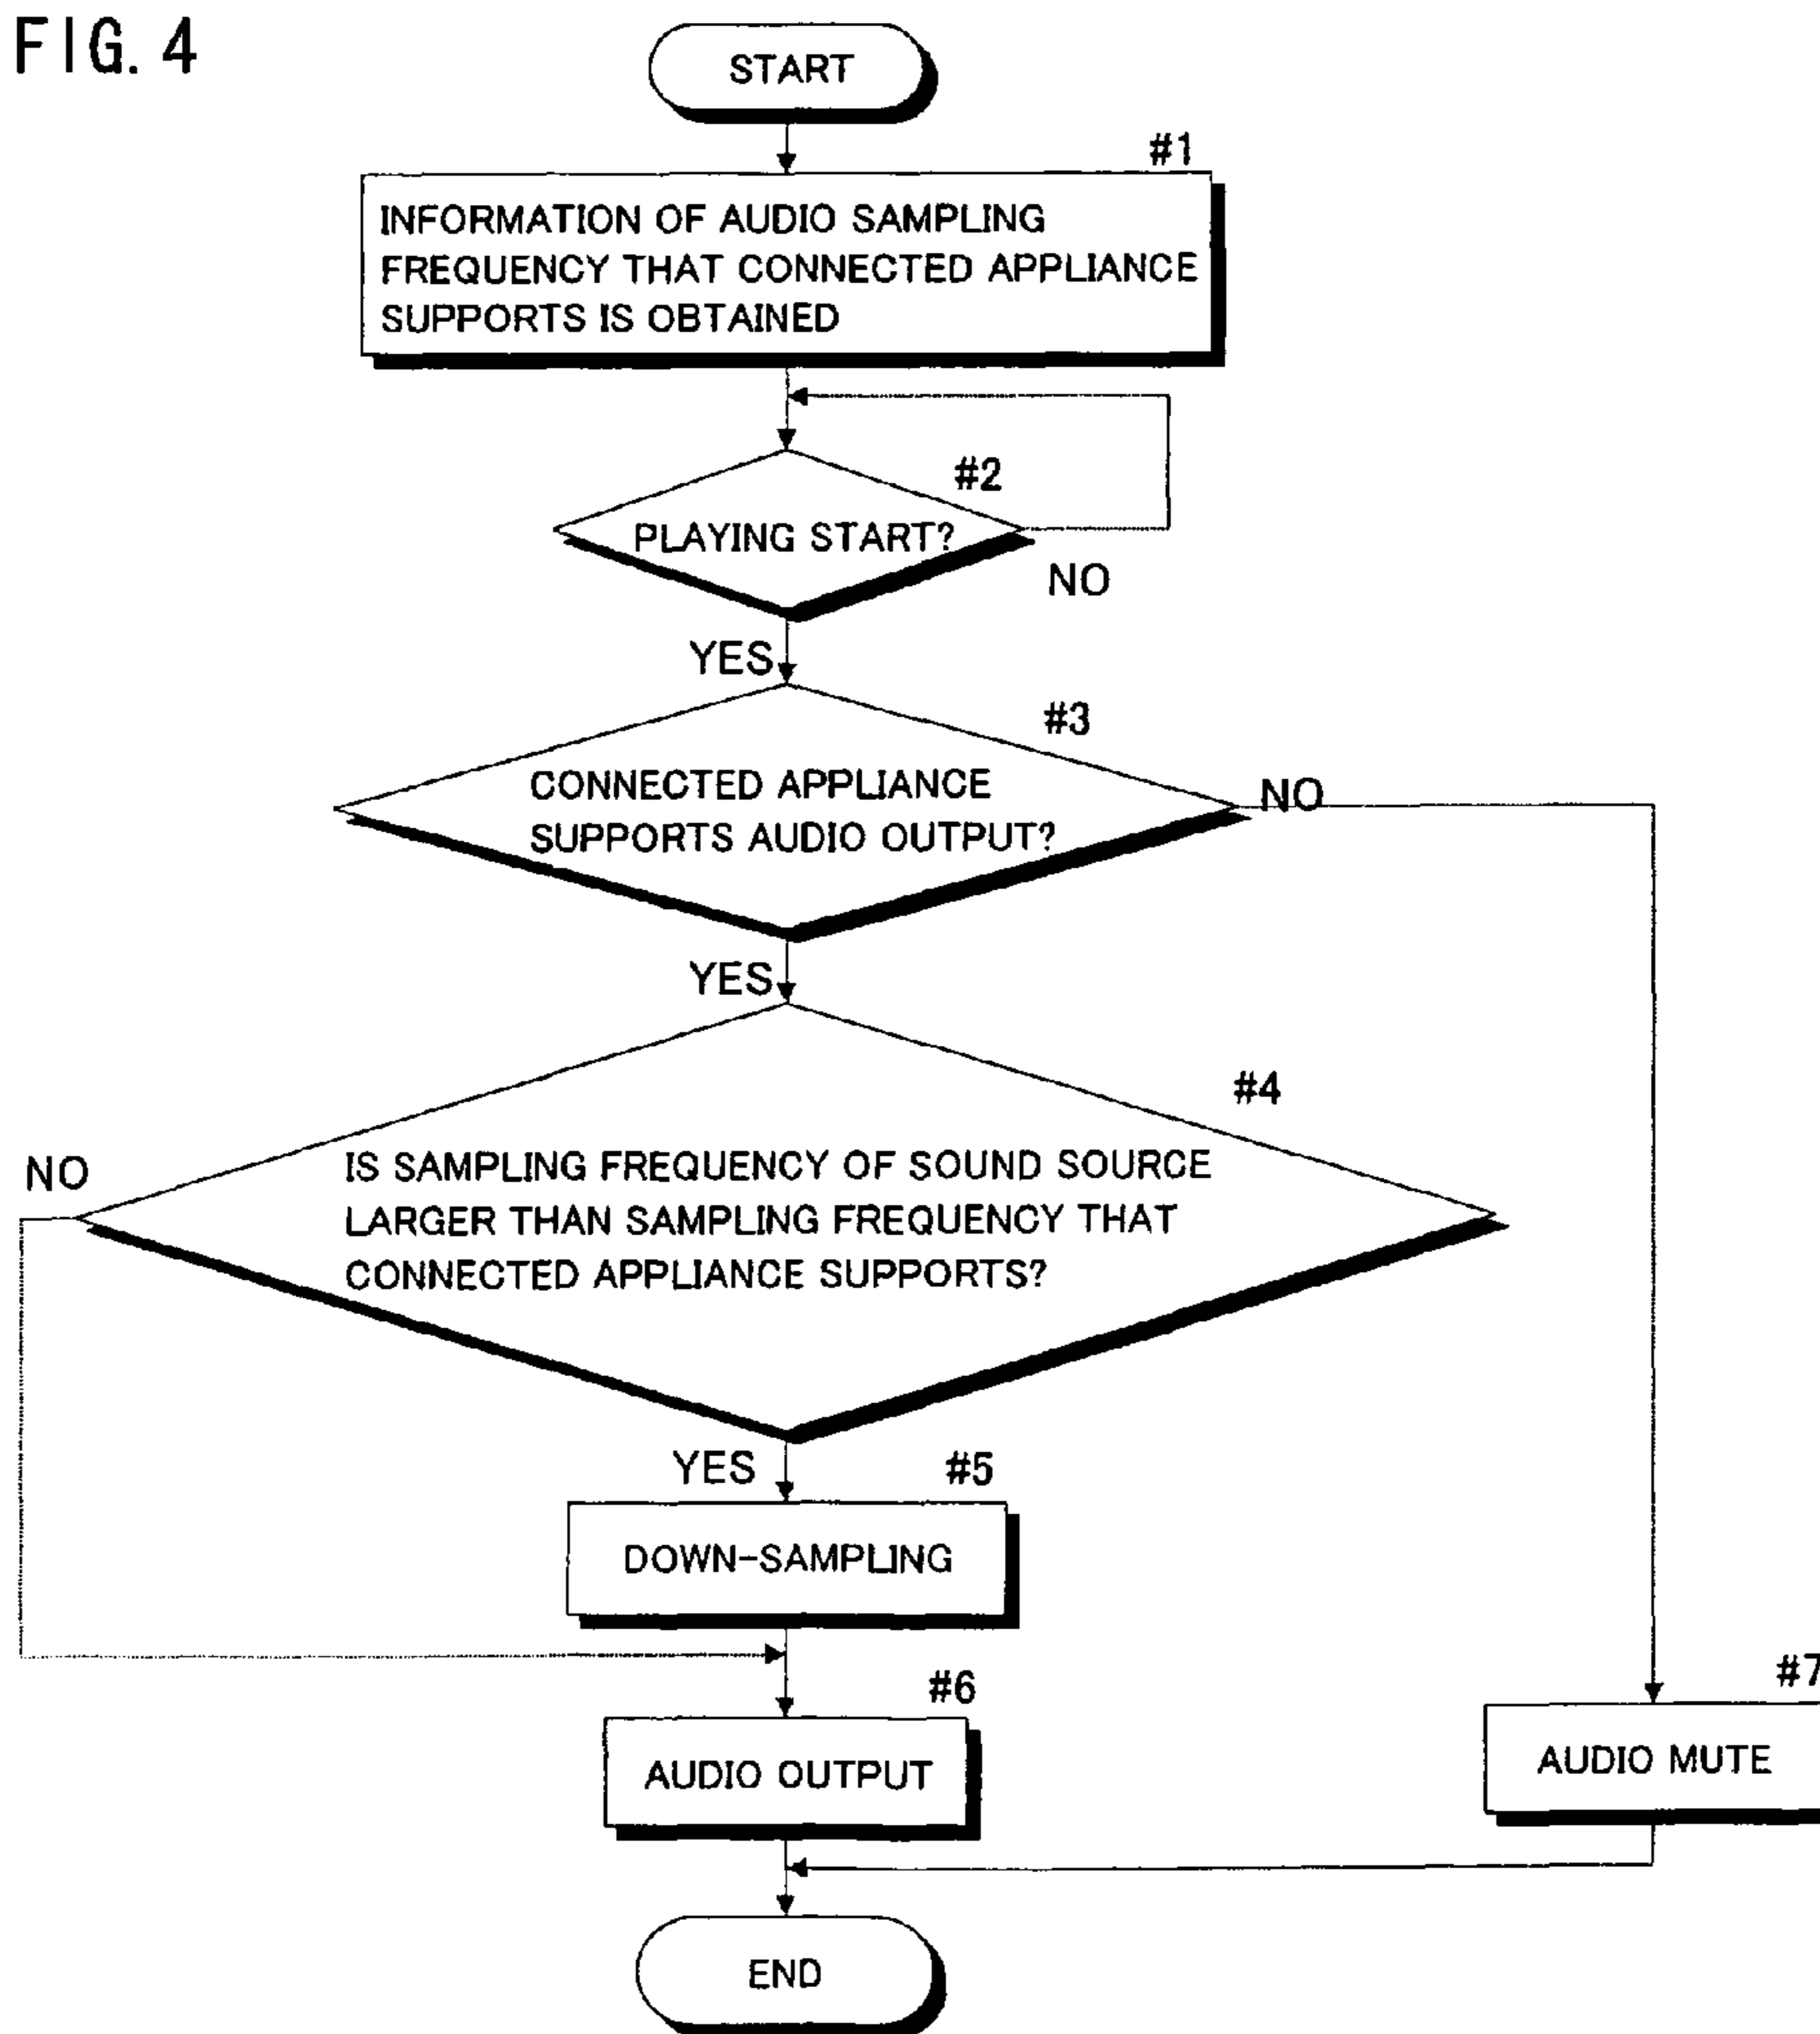 FIG. 4
START
#1
INFORMATION OF AUDIO SAMPLING
FREQUENCY THAT CONNECTED APPLIANCE
SUPPORTS IS OBTAINED
#2
PLAYING START?
NO
YES
#3
CONNECTED APPLIANCE
SUPPORTS AUDIO OUTPUT?
NO
YES
#4
NO
IS SAMPLING FREQUENCY OF SOUND SOURCE
LARGER THAN SAMPLING FREQUENCY THAT
CONNECTED APPLIANCE SUPPORTS?
YES
#5
DOWN-SAMPLING
#6
AUDIO OUTPUT
#7
AUDIO MUTE
END